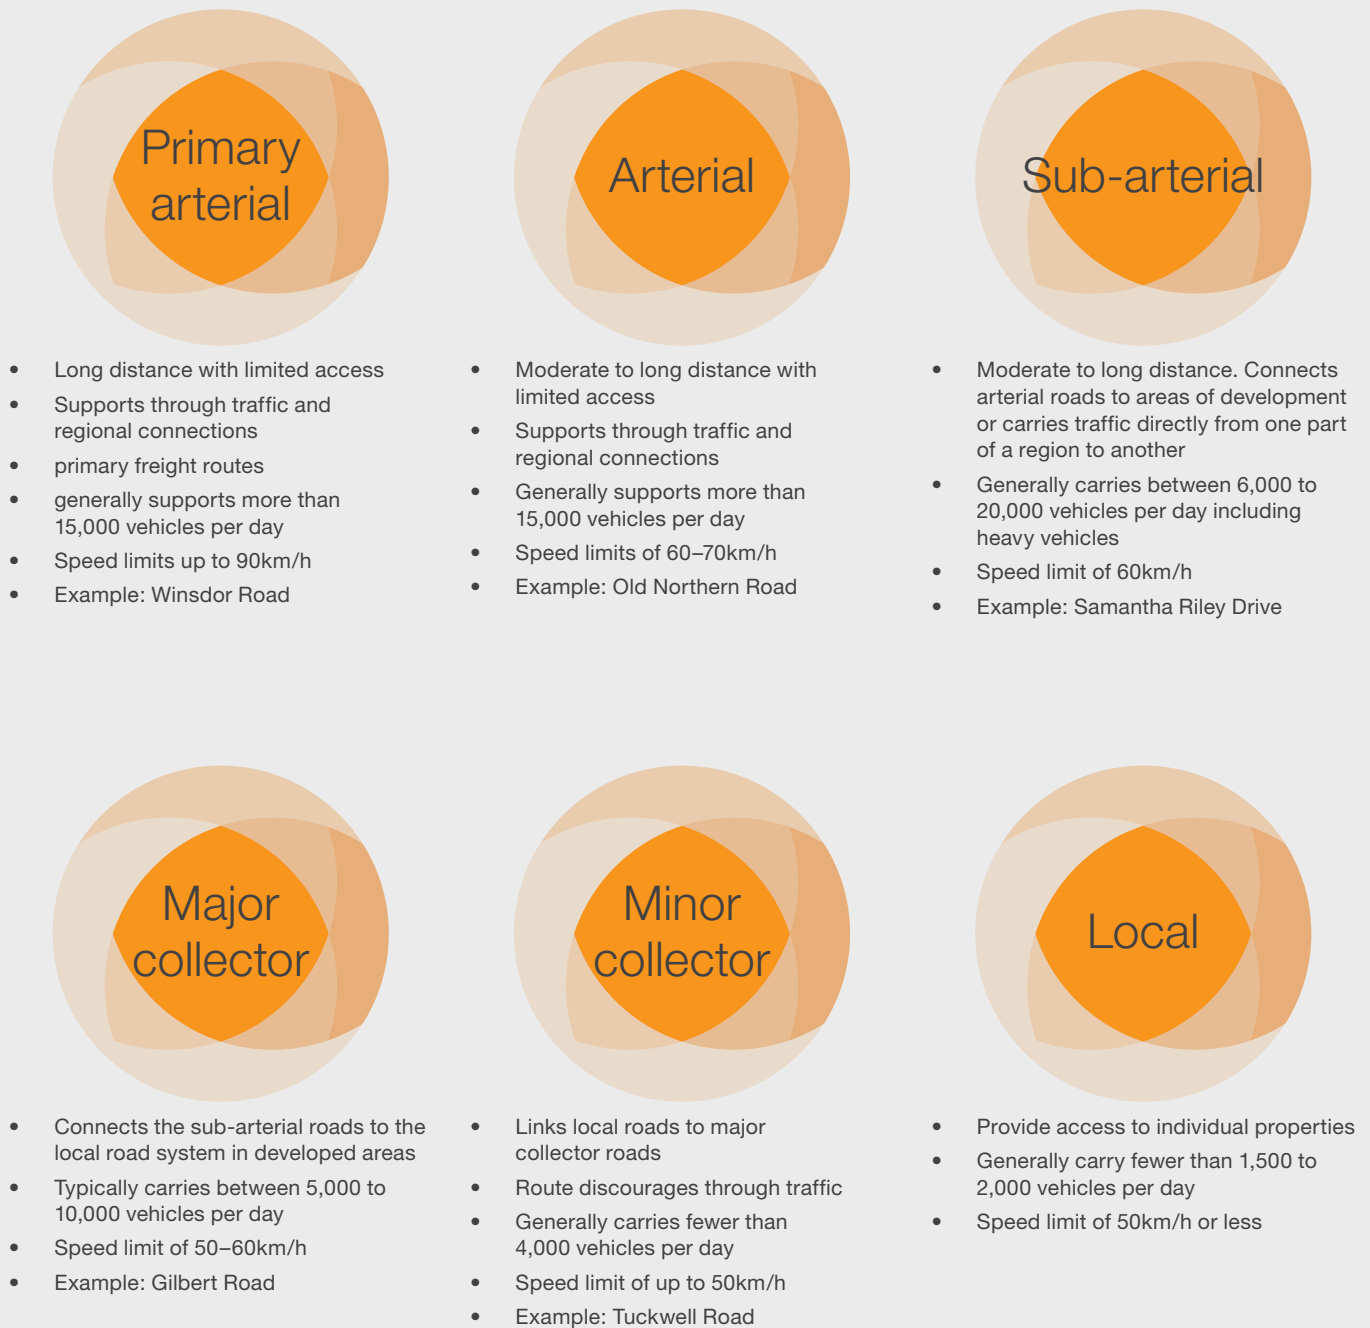 Primary
arterial
• Long distance with limited access
• Supports through traffic and
regional connections
• primary freight routes
• generally supports more than
15,000 vehicles per day
• Speed limits up to 90km/h
• Example: Winsdor Road
Arterial
• Moderate to long distance with
limited access
• Supports through traffic and
regional connections
• Generally supports more than
15,000 vehicles per day
• Speed limits of 60–70km/h
• Example: Old Northern Road
Sub-arterial
• Moderate to long distance. Connects
arterial roads to areas of development
or carries traffic directly from one part
of a region to another
• Generally carries between 6,000 to
20,000 vehicles per day including
heavy vehicles
• Speed limit of 60km/h
• Example: Samantha Riley Drive
Major
collector
• Connects the sub-arterial roads to the
local road system in developed areas
• Typically carries between 5,000 to
10,000 vehicles per day
• Speed limit of 50–60km/h
• Example: Gilbert Road
Minor
collector
• Links local roads to major
collector roads
• Route discourages through traffic
• Generally carries fewer than
4,000 vehicles per day
• Speed limit of up to 50km/h
• Example: Tuckwell Road
Local
• Provide access to individual properties
• Generally carry fewer than 1,500 to
2,000 vehicles per day
• Speed limit of 50km/h or less